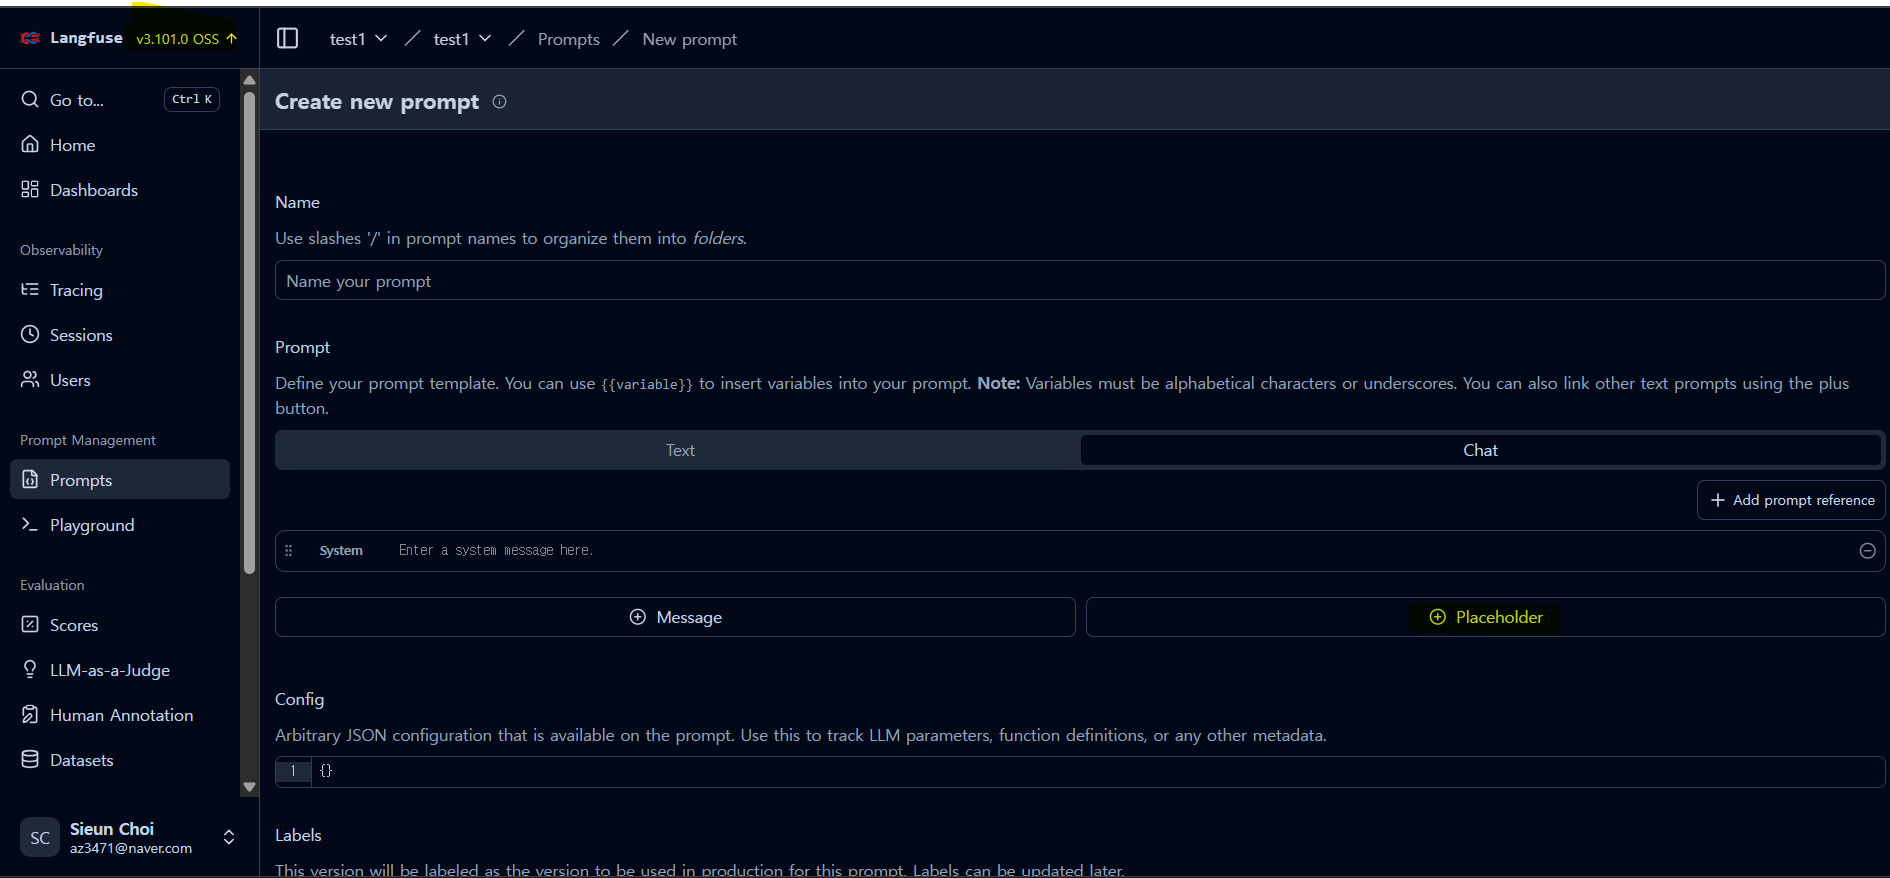 Langfuse v3.101.0 OSS ↑
test1 / test1 / Prompts / New prompt
Go to... Ctrl K
Home
Dashboards
Observability
Tracing
Sessions
Users
Prompt Management
Prompts
Playground
Evaluation
Scores
LLM-as-a-Judge
Human Annotation
Datasets
SC
Sieun Choi
az3471@naver.com
Create new prompt
Name
Use slashes '/' in prompt names to organize them into folders.
Name your prompt
Prompt
Define your prompt template. You can use {{variable}} to insert variables into your prompt. Note: Variables must be alphabetical characters or underscores. You can also link other text prompts using the plus
button.
Text Chat
+ Add prompt reference
System Enter a system message here.
Message Placeholder
Config
Arbitrary JSON configuration that is available on the prompt. Use this to track LLM parameters, function definitions, or any other metadata.
1 {}
Labels
This version will be labeled as the version to be used in production for this prompt. Labels can be updated later.